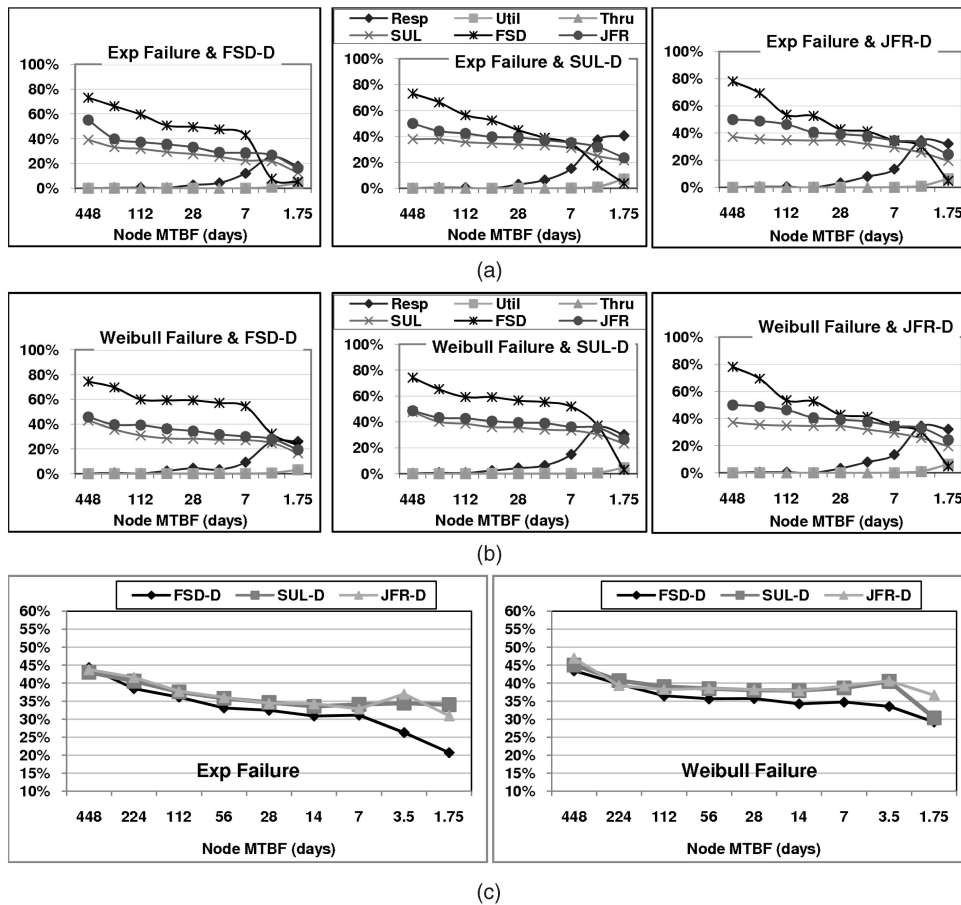 Exp Failure & FSD-D
100%
80%
60%
40%
20%
0%
448 112 28 7 1.75
Node MTBF (days)
Resp Util Thru
SUL FSD JFR
Exp Failure & SUL-D
100%
80%
60%
40%
20%
0%
448 112 28 7 1.75
Node MTBF (days)
Exp Failure & JFR-D
100%
80%
60%
40%
20%
0%
448 112 28 7 1.75
Node MTBF (days)
(a)
Weibull Failure & FSD-D
100%
80%
60%
40%
20%
0%
448 112 28 7 1.75
Node MTBF (days)
Resp Util Thru
SUL FSD JFR
Weibull Failure & SUL-D
100%
80%
60%
40%
20%
0%
448 112 28 7 1.75
Node MTBF (days)
Weibull Failure & JFR-D
100%
80%
60%
40%
20%
0%
448 112 28 7 1.75
Node MTBF (days)
(b)
FSD-D SUL-D JFR-D
60%
55%
50%
45%
40%
35%
30%
25%
20%
15%
10%
Exp Failure
448 224 112 56 28 14 7 3.5 1.75
Node MTBF (days)
FSD-D SUL-D JFR-D
60%
55%
50%
45%
40%
35%
30%
25%
20%
15%
10%
Weibull Failure
448 224 112 56 28 14 7 3.5 1.75
Node MTBF (days)
(c)